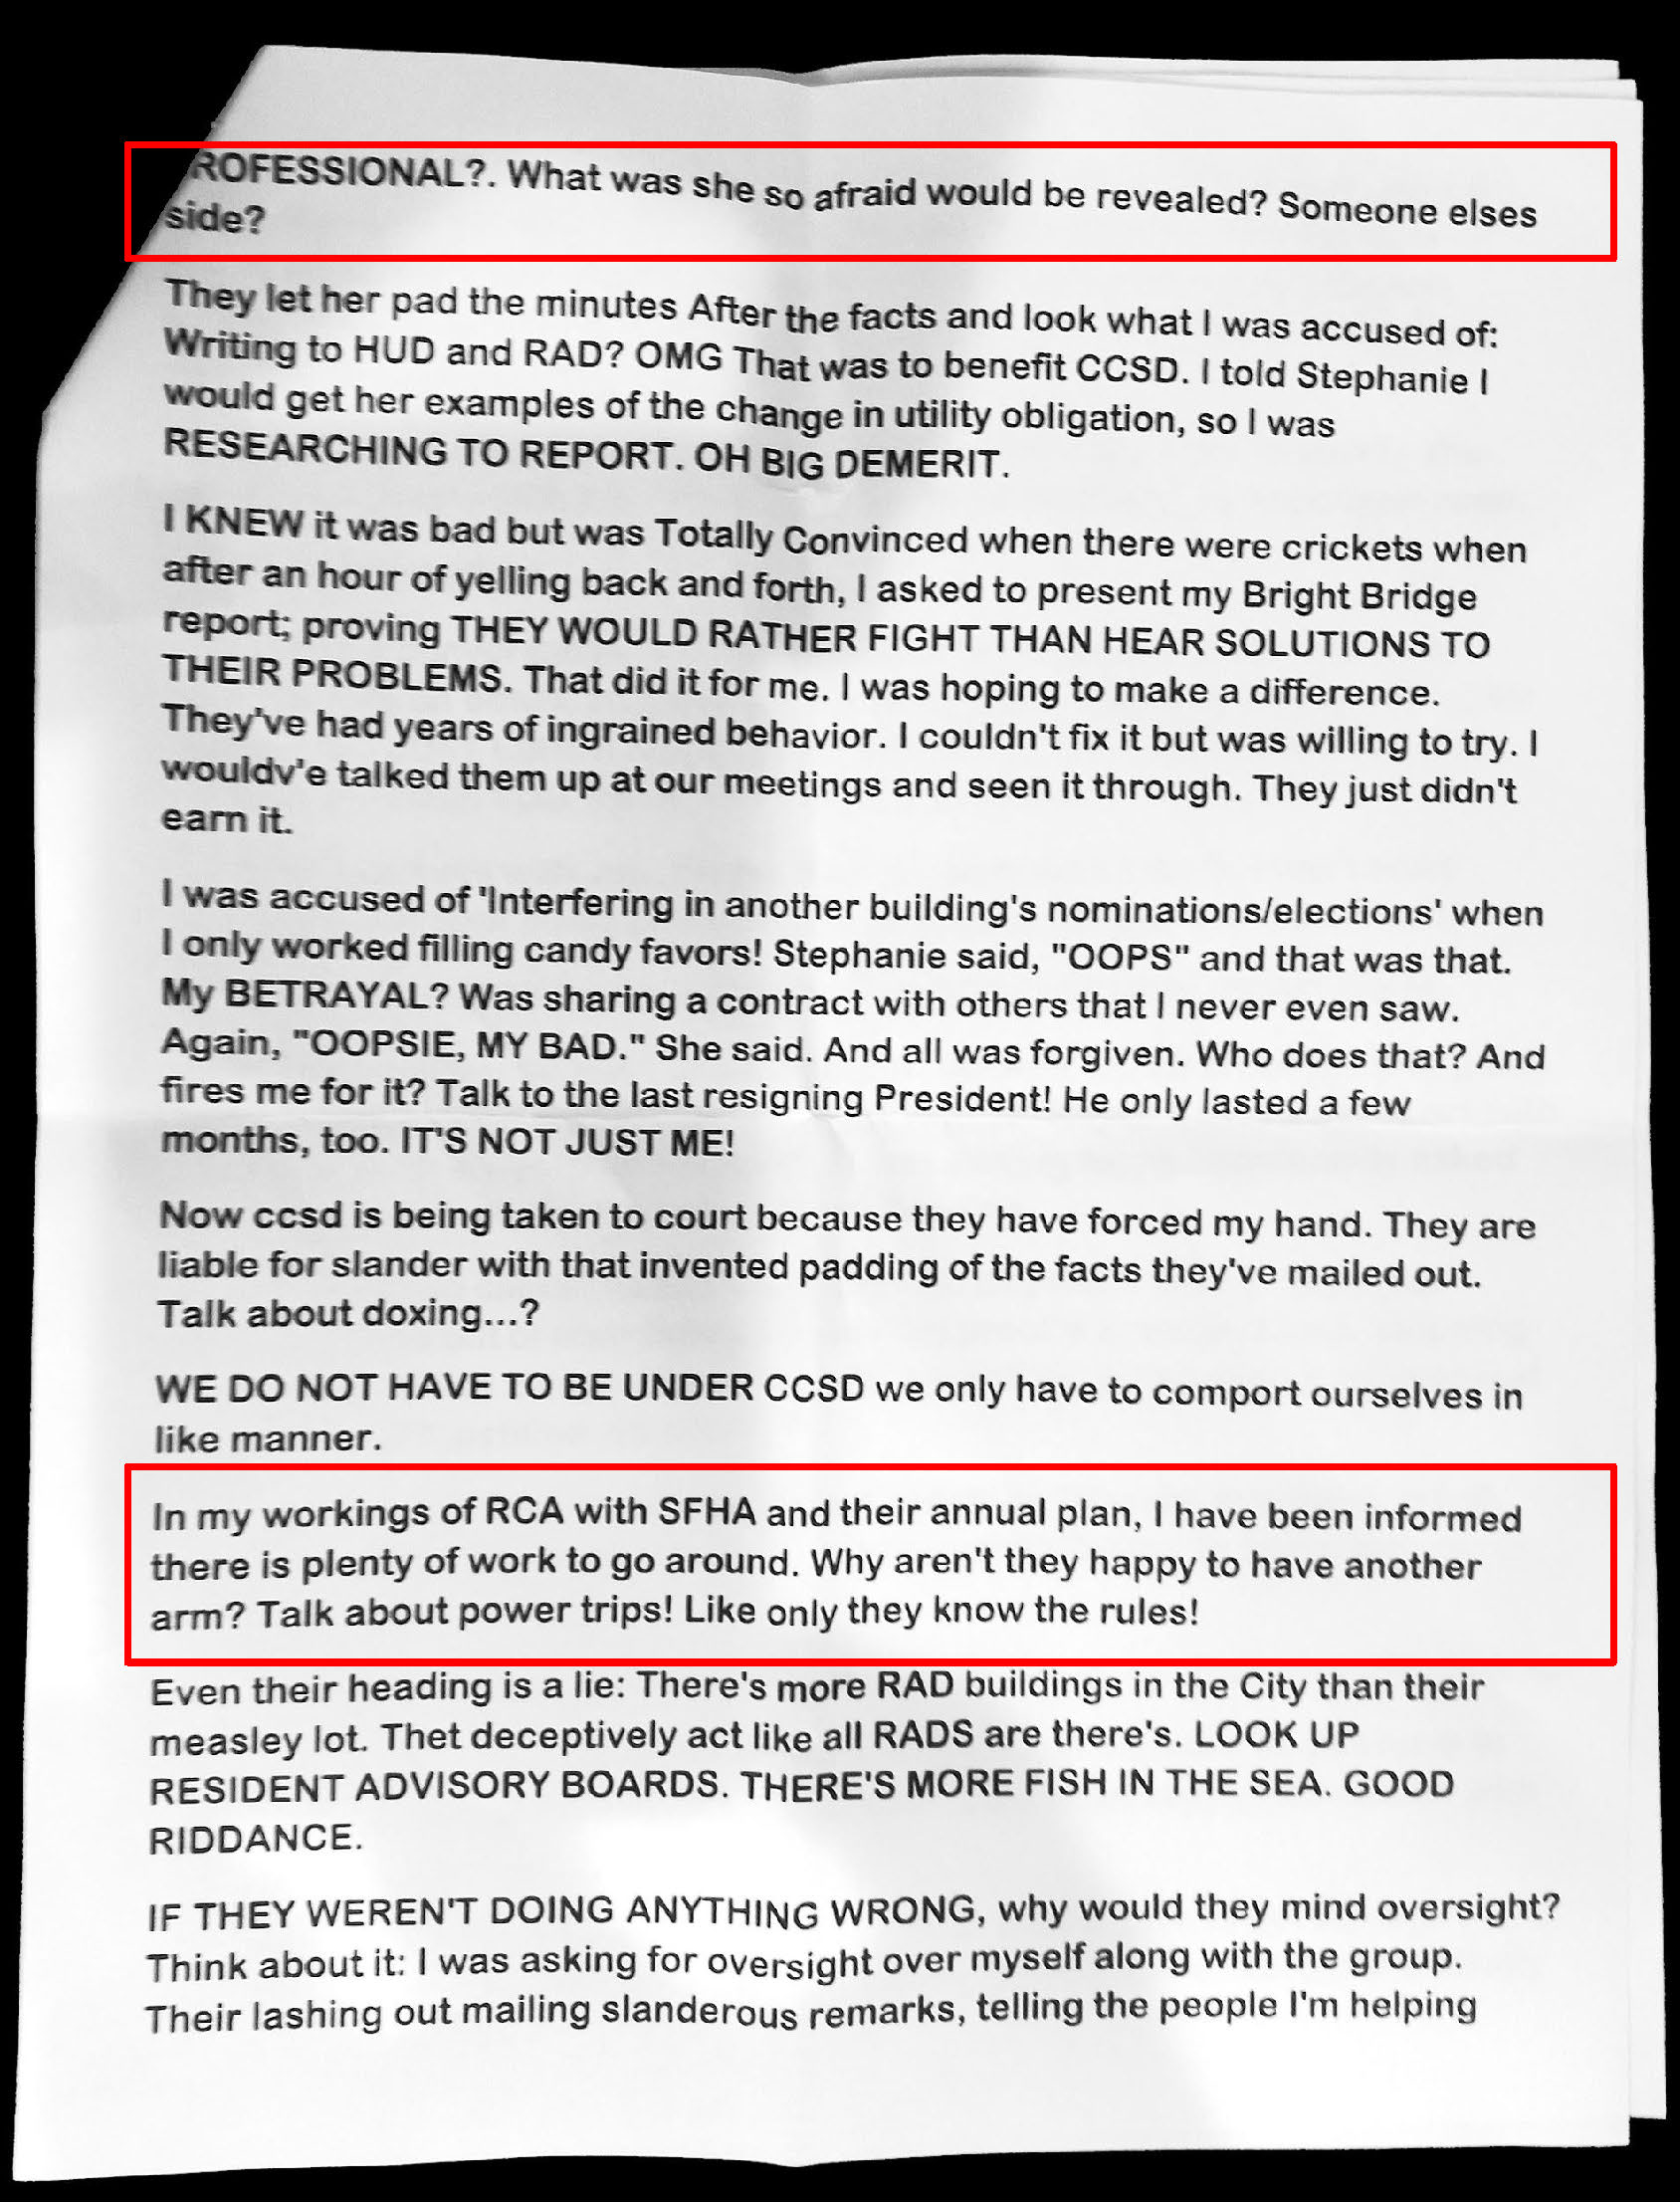 ROFESSIONAL?. What was she so afraid would be revealed? Someone elses
side?
They let her pad the minutes After the facts and look what I was accused of:
Writing to HUD and RAD? OMG That was to benefit CCSD. I told Stephanie I
would get her examples of the change in utility obligation, so I was
RESEARCHING TO REPORT. OH BIG DEMERIT.
I KNEW it was bad but was Totally Convinced when there were crickets when
after an hour of yelling back and forth, I asked to present my Bright Bridge
report; proving THEY WOULD RATHER FIGHT THAN HEAR SOLUTIONS TO
THEIR PROBLEMS. That did it for me. I was hoping to make a difference.
They've had years of ingrained behavior. I couldn't fix it but was willing to try. I
wouldv'e talked them up at our meetings and seen it through. They just didn't
earn it.
I was accused of 'Interfering in another building's nominations/elections' when
I only worked filling candy favors! Stephanie said, "OOPS" and that was that.
My BETRAYAL? Was sharing a contract with others that I never even saw.
Again, "OOPSIE, MY BAD." She said. And all was forgiven. Who does that? And
fires me for it? Talk to the last resigning President! He only lasted a few
months, too. IT'S NOT JUST ME!
Now ccsd is being taken to court because they have forced my hand. They are
liable for slander with that invented padding of the facts they've mailed out.
Talk about doxing...?
WE DO NOT HAVE TO BE UNDER CCSD we only have to comport ourselves in
like manner.
In my workings of RCA with SFHA and their annual plan, I have been informed
there is plenty of work to go around. Why aren't they happy to have another
arm? Talk about power trips! Like only they know the rules!
Even their heading is a lie: There's more RAD buildings in the City than their
measley lot. Thet deceptively act like all RADS are there's. LOOK UP
RESIDENT ADVISORY BOARDS. THERE'S MORE FISH IN THE SEA. GOOD
RIDDANCE.
IF THEY WEREN'T DOING ANYTHING WRONG, why would they mind oversight?
Think about it: I was asking for oversight over myself along with the group.
Their lashing out mailing slanderous remarks, telling the people I'm helping